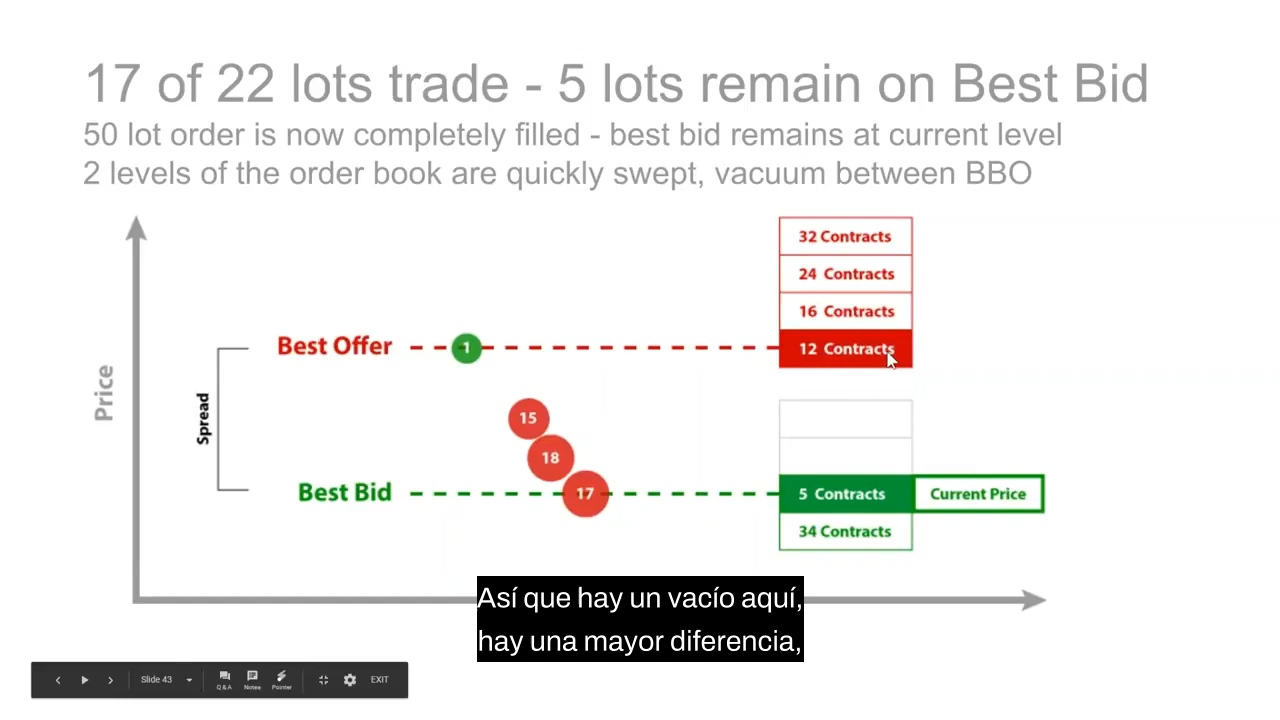 17 of 22 lots trade - 5 lots remain on Best Bid
50 lot order is now completely filled - best bid remains at current level
2 levels of the order book are quickly swept, vacuum between BBO
32 Contracts
24 Contracts
16 Contracts
Best Offer
1
12 Contracts
Price
Spread
15
18
Best Bid
17
5 Contracts
Current Price
34 Contracts
Así que hay un vacío aquí,
hay una mayor diferencia,
Slide 43
Q & A
Notes
Pointer
EXIT